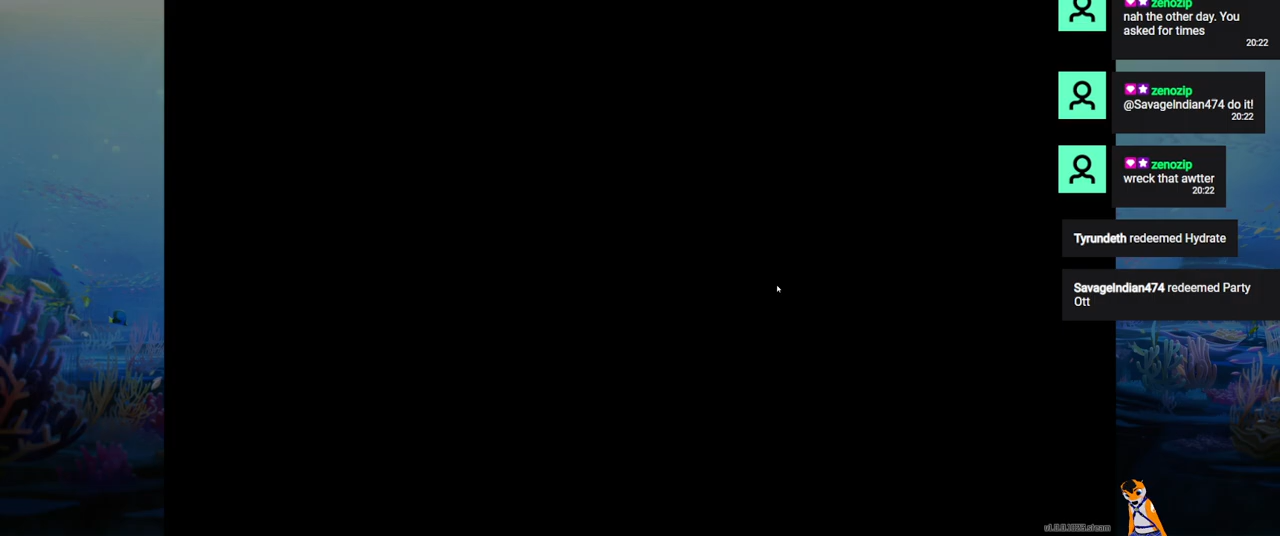 zenozip
nah the other day. You
asked for times
20:22
zenozip
@SavageIndian474 do it!
20:22
zenozip
wreck that awtter
20:22
Tyrundeth redeemed Hydrate
SavageIndian474 redeemed Party
Ott